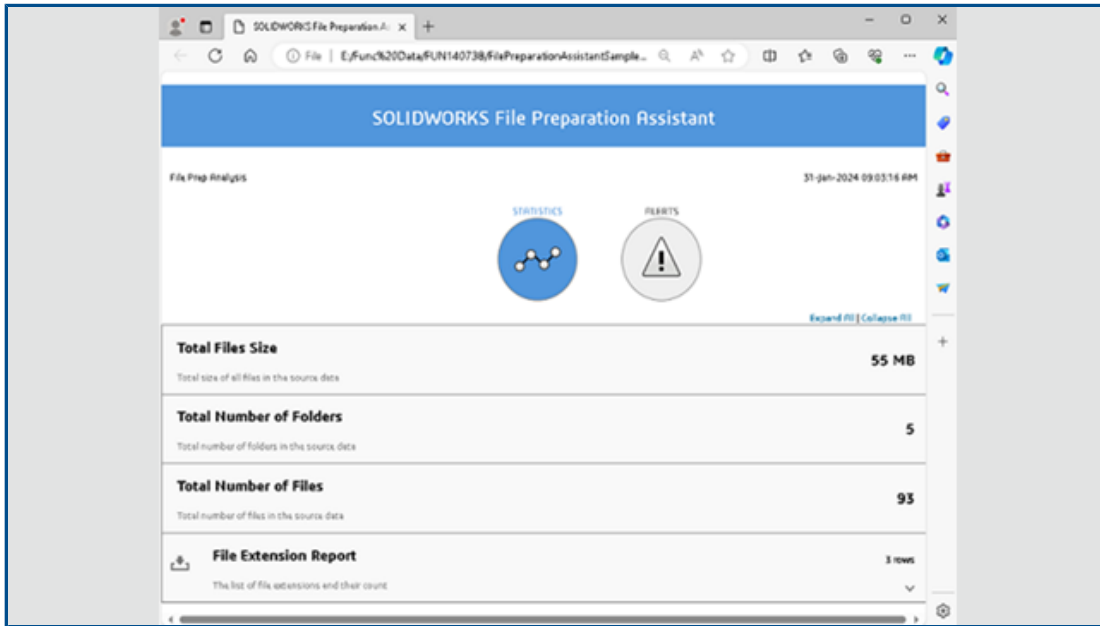 SOLIDWORKS File Preparation A
File | E:/Func%20Data/FUN140738/FilePreparationAssistantSample...
SOLIDWORKS File Preparation Assistant
File Prep Analysis
31-Jan-2024 09:03:16 AM
STATISTICS
ALERTS
Expand All | Collapse All
Total Files Size
55 MB
Total size of all files in the source data
Total Number of Folders
5
Total number of folders in the source data
Total Number of Files
93
Total number of files in the source data
File Extension Report
3 rows
The list of file extensions and their count